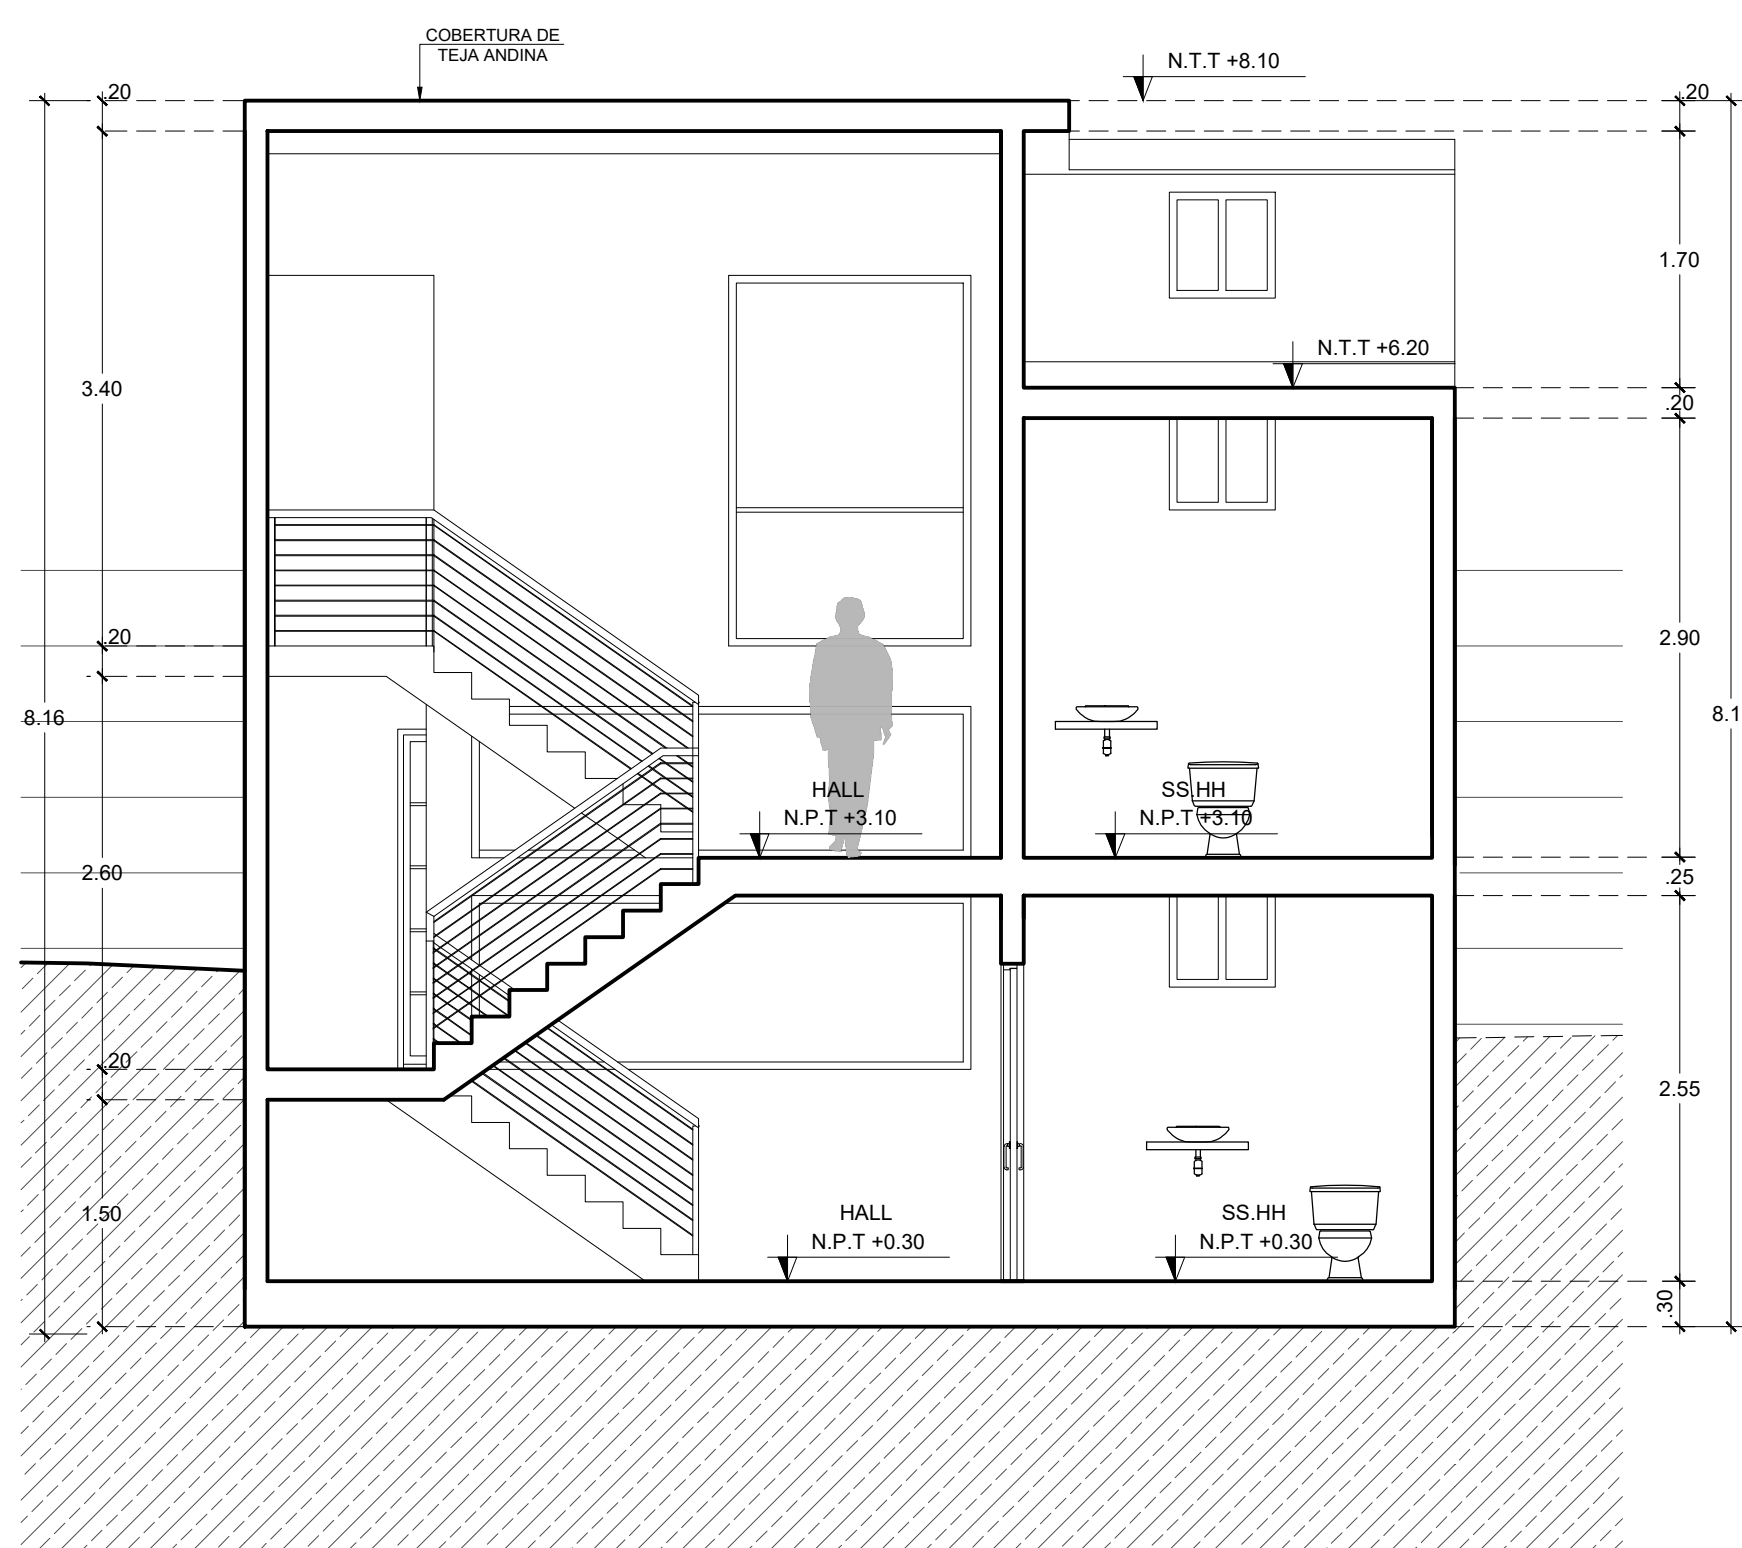 COBERTURA DE
TEJA ANDINA
N.T.T +8.10
.20
.20
1.70
N.T.T +6.20
3.40
.20
.20
2.90
8.16
8.1
HALL
N.P.T +3.10
SS.HH
N.P.T +3.10
2.60
.25
.20
2.55
1.50
HALL
N.P.T +0.30
SS.HH
N.P.T +0.30
.30